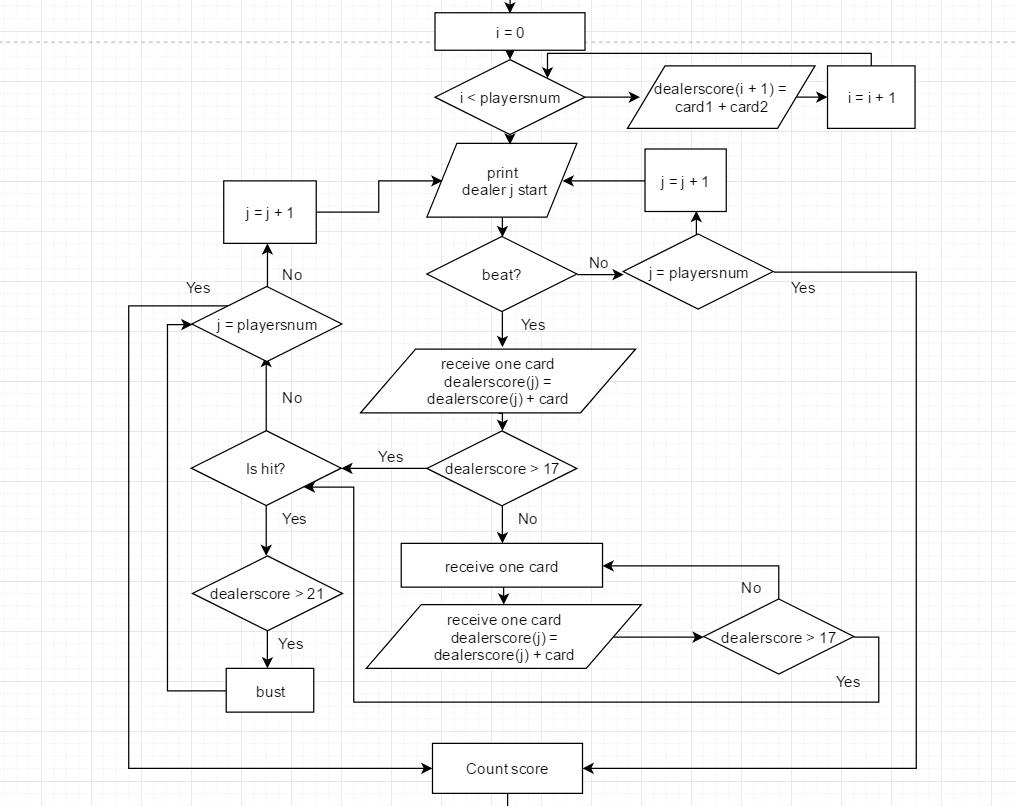 i = 0
i < playersnum
dealerscore(i + 1) =
card1 + card2
i = i + 1
print
dealer j start
j = j + 1
j = j + 1
beat?
No
j = playersnum
Yes
No
Yes
j = playersnum
Yes
receive one card
dealerscore(j) =
dealerscore(j) + card
No
Is hit?
Yes
dealerscore > 17
Yes
No
receive one card
No
dealerscore > 21
receive one card
dealerscore(j) =
dealerscore(j) + card
dealerscore > 17
Yes
Yes
bust
Count score